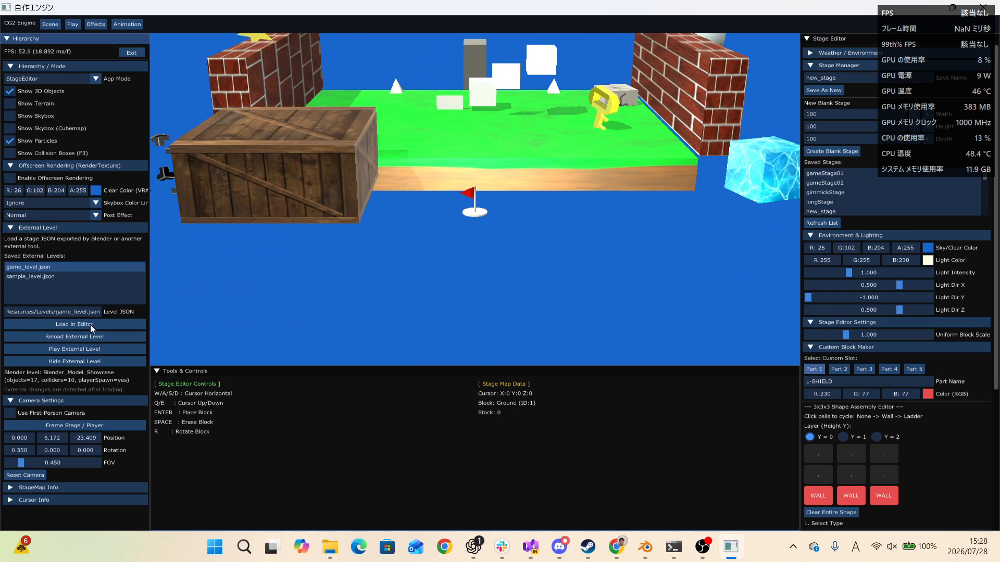 自作エンジン
CG2 Engine Scene Play Effects Animation
Hierarchy
FPS: 52.9 (18.892 ms/f) Exit
Hierarchy / Mode
StageEditor App Mode
Show 3D Objects
Show Terrain
Show Skybox
Show Skybox (Cubemap)
Show Particles
Show Collision Boxes (F3)
Offscreen Rendering (RenderTexture)
Enable Offscreen Rendering
R: 26 G:102 B:204 A:255 Clear Color (VRA
Ignore Skybox Color Lin
Normal Post Effect
External Level
Load a stage JSON exported by Blender or another
external tool.
Saved External Levels:
game_level.json
sample_level.json
Resources/Levels/game_level.json Level JSON
Load in Editor
Reload External Level
Play External Level
Hide External Level
Blender level: Blender_Model_Showcase
(objects=17, colliders=10, playerSpawn=yes)
External changes are detected after loading.
Camera Settings
Use First-Person Camera
Frame Stage / Player
0.000 6.172 -23.409 Position
0.350 0.000 0.000 Rotation
0.450 FOV
Reset Camera
StageMap Info
Cursor Info
Tools & Controls
[ Stage Editor Controls ]
W/A/S/D : Cursor Horizontal
Q/E : Cursor Up/Down
ENTER : Place Block
SPACE : Erase Block
R : Rotate Block
[ Stage Map Data ]
Cursor: X:0 Y:0 Z:0
Block: Ground (ID:1)
Stock: 0
Stage Editor
Weather / Environmen
Stage Manager
new_stage Save Name
Save As New
New Blank Stage
100 - + Width
100 - + Height
100 - + Depth
Create Blank Stage
Saved Stages:
gameStage01
gameStage02
gimmickStage
longStage
new_stage
Refresh List
Environment & Lighting
R: 26 G:102 B:204 A:255 Sky/Clear Color
R:255 G:255 B:230 Light Color
1.000 Light Intensity
0.500 Light Dir X
-1.000 Light Dir Y
0.500 Light Dir Z
Stage Editor Settings
1.000 Uniform Block Scale
Custom Block Maker
Select Custom Slot:
Part 1 Part 2 Part 3 Part 4 Part 5
L-SHIELD Part Name
R:230 G: 77 B: 77 Color (RGB)
--- 3x3x3 Shape Assembly Editor ---
Click cells to cycle: None -> Wall -> Ladder
Layer (Height Y):
Y = 0 Y = 1 Y = 2
. . .
. . .
WALL WALL WALL
Clear Entire Shape
1. Select Type
FPS 該当なし
フレーム時間 NaN ミリ秒
99th% FPS 該当なし
GPU の使用率 8 %
GPU 電源 9 W
GPU 温度 46 °C
GPU メモリ使用率 383 MB
GPU メモリ クロック 1000 MHz
CPU の使用率 13 %
CPU 温度 48.4 °C
システム メモリ使用率 11.9 GB
6
1
IN
A
100%
15:28
2026/07/28